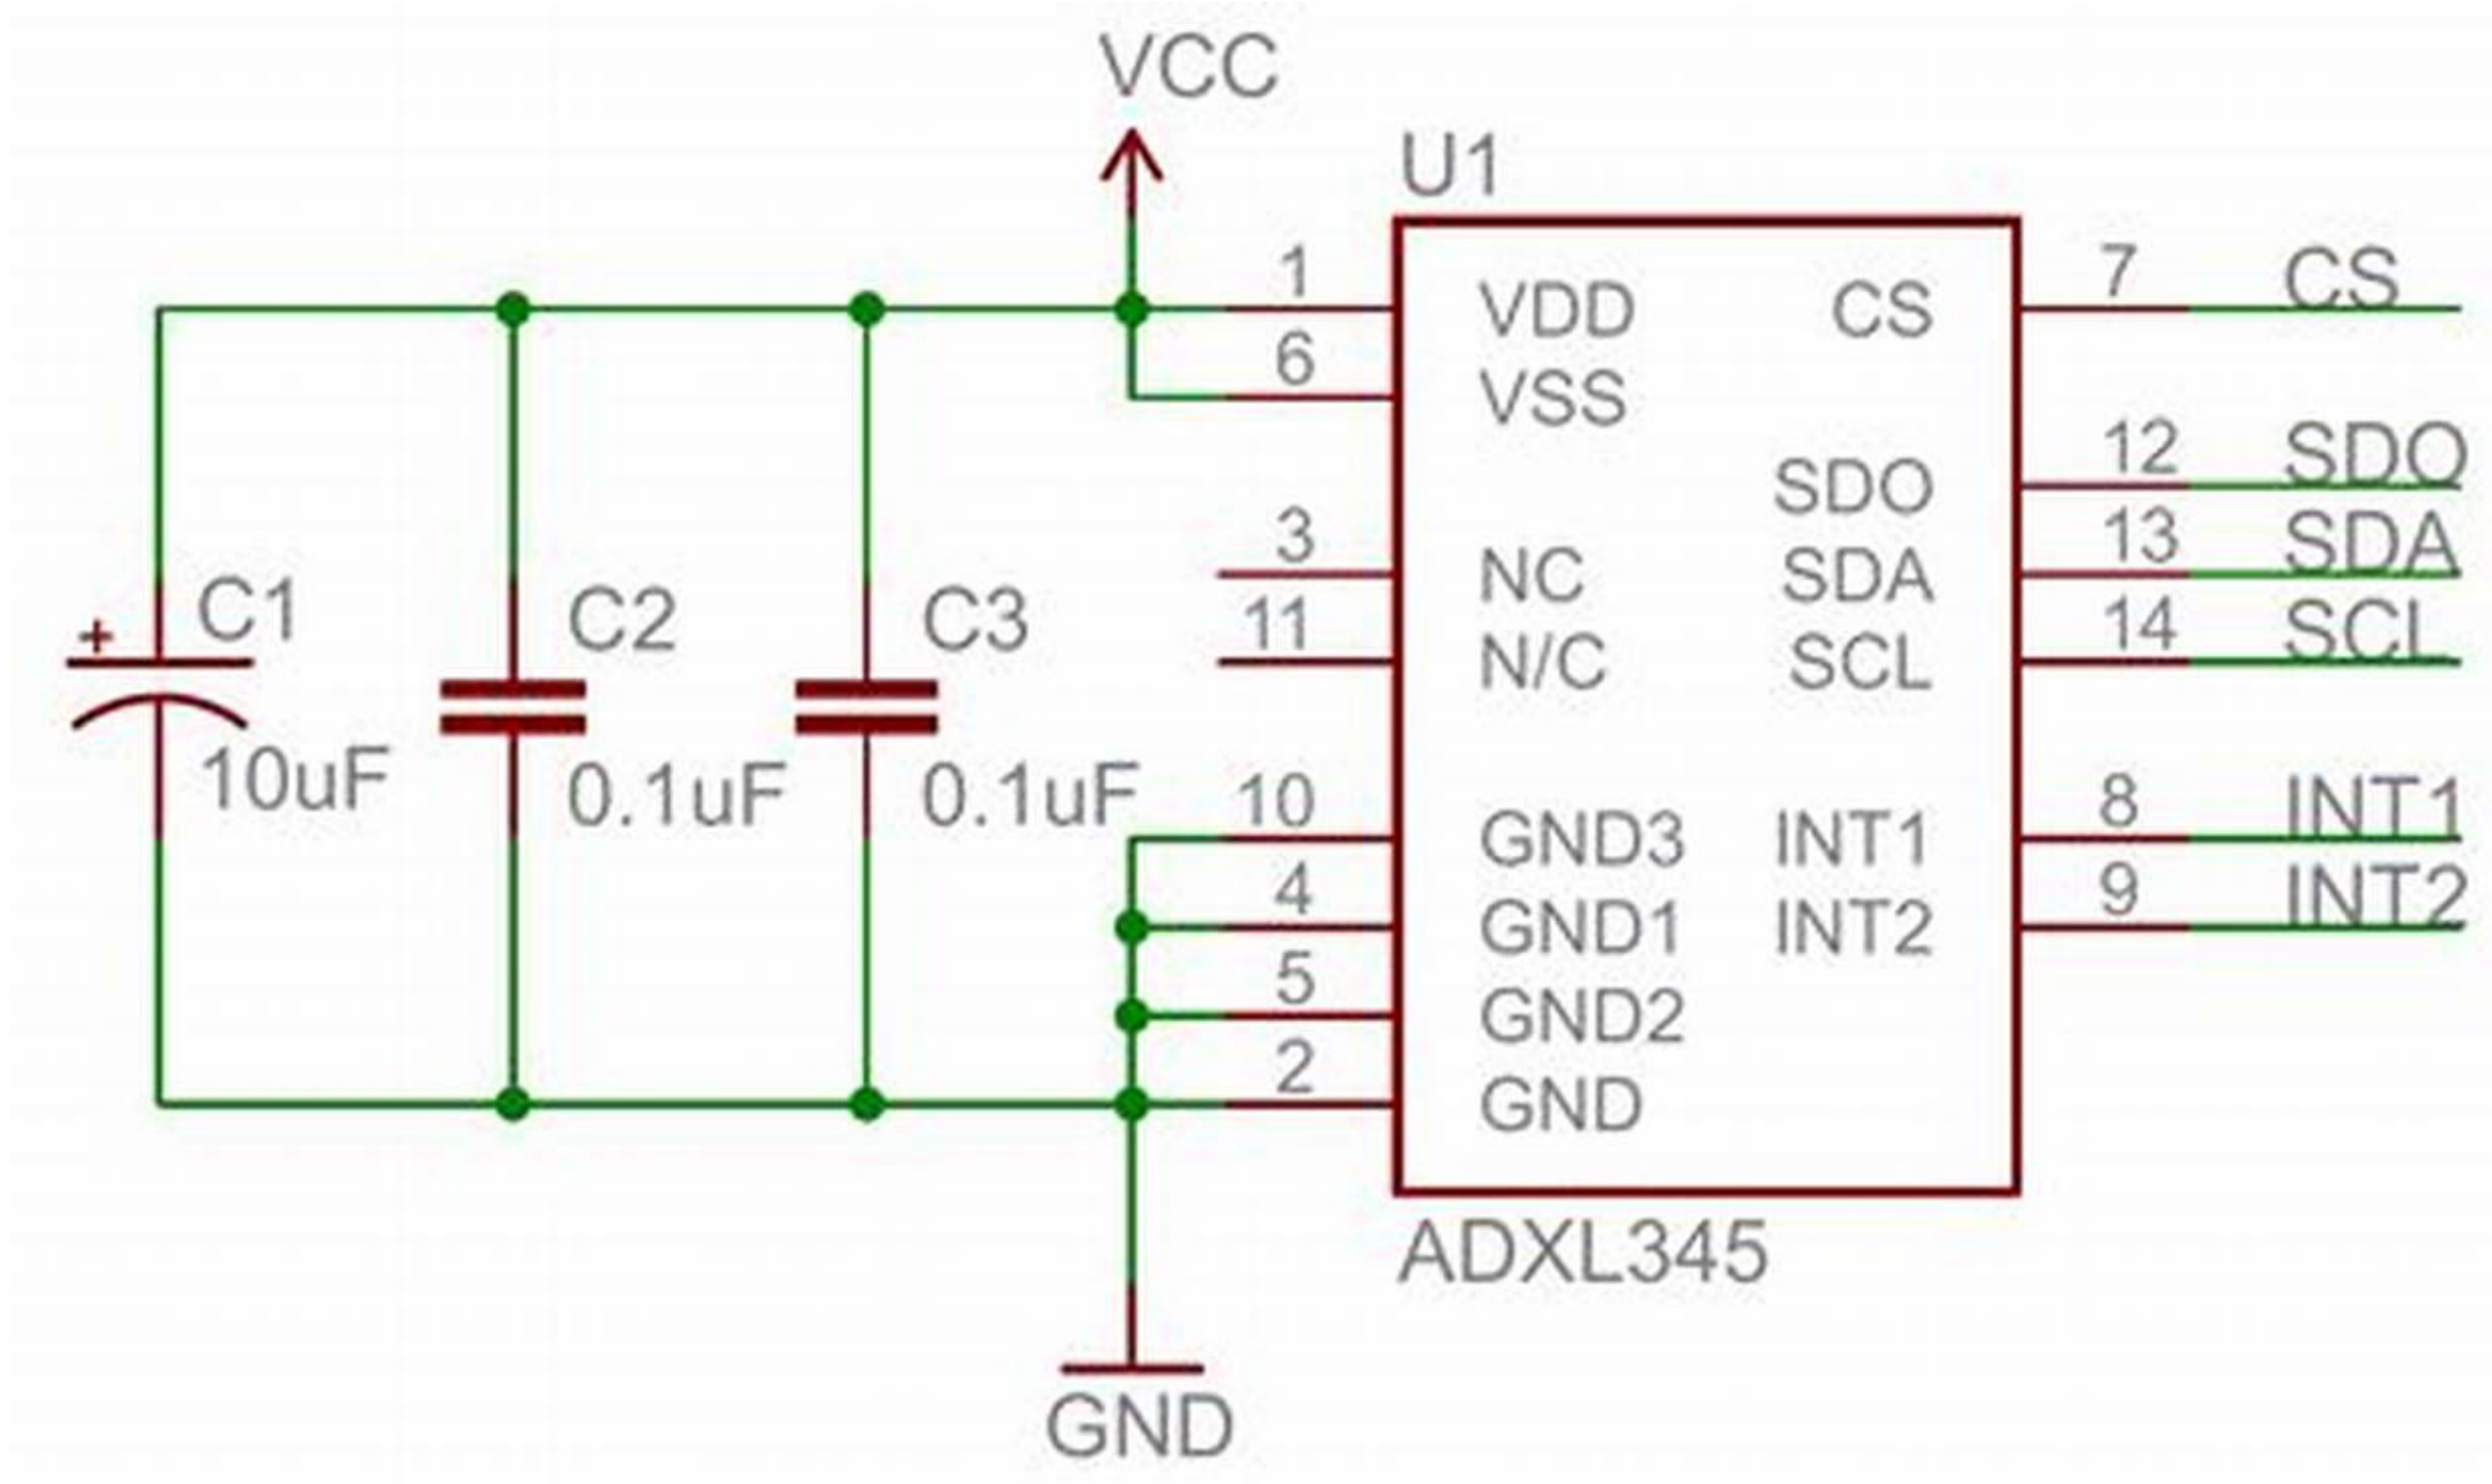 VCC
U1
1 VDD CS 7 CS
6 VSS
12 SDO
SDO
3 NC SDA 13 SDA
11 N/C SCL 14 SCL
+ C1 C2 C3
10uF 0.1uF 0.1uF
10 GND3 INT1 8 INT1
4 GND1 INT2 9 INT2
5 GND2
2 GND
ADXL345
GND